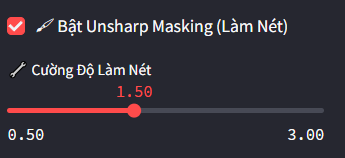 🖌️ Bật Unsharp Masking (Làm Nét)
🔧 Cường Độ Làm Nét
1.50
0.50 3.00